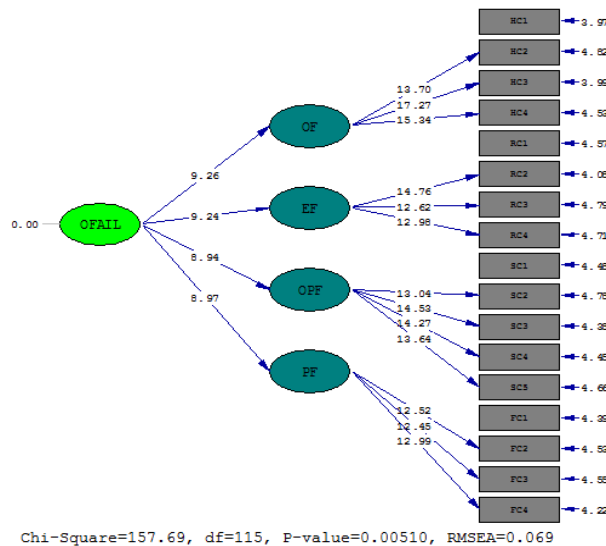 HC1 3.97
HC2 4.82
13.70
HC3 3.99
17.27
OF
15.34
HC4 4.53
RC1 4.57
9.26
14.76
RC2 4.05
EF
12.62
RC3 4.79
9.24
12.98
0.00
OFAIL
RC4 4.71
8.94
SC1 4.48
OPF
13.04
SC2 4.78
8.97
14.53
SC3 4.38
14.27
SC4 4.45
13.64
PF
SC5 4.66
12.52
FC1 4.39
12.45
FC2 4.53
12.99
FC3 4.55
FC4 4.22
Chi-Square=157.69, df=115, P-value=0.00510, RMSEA=0.069